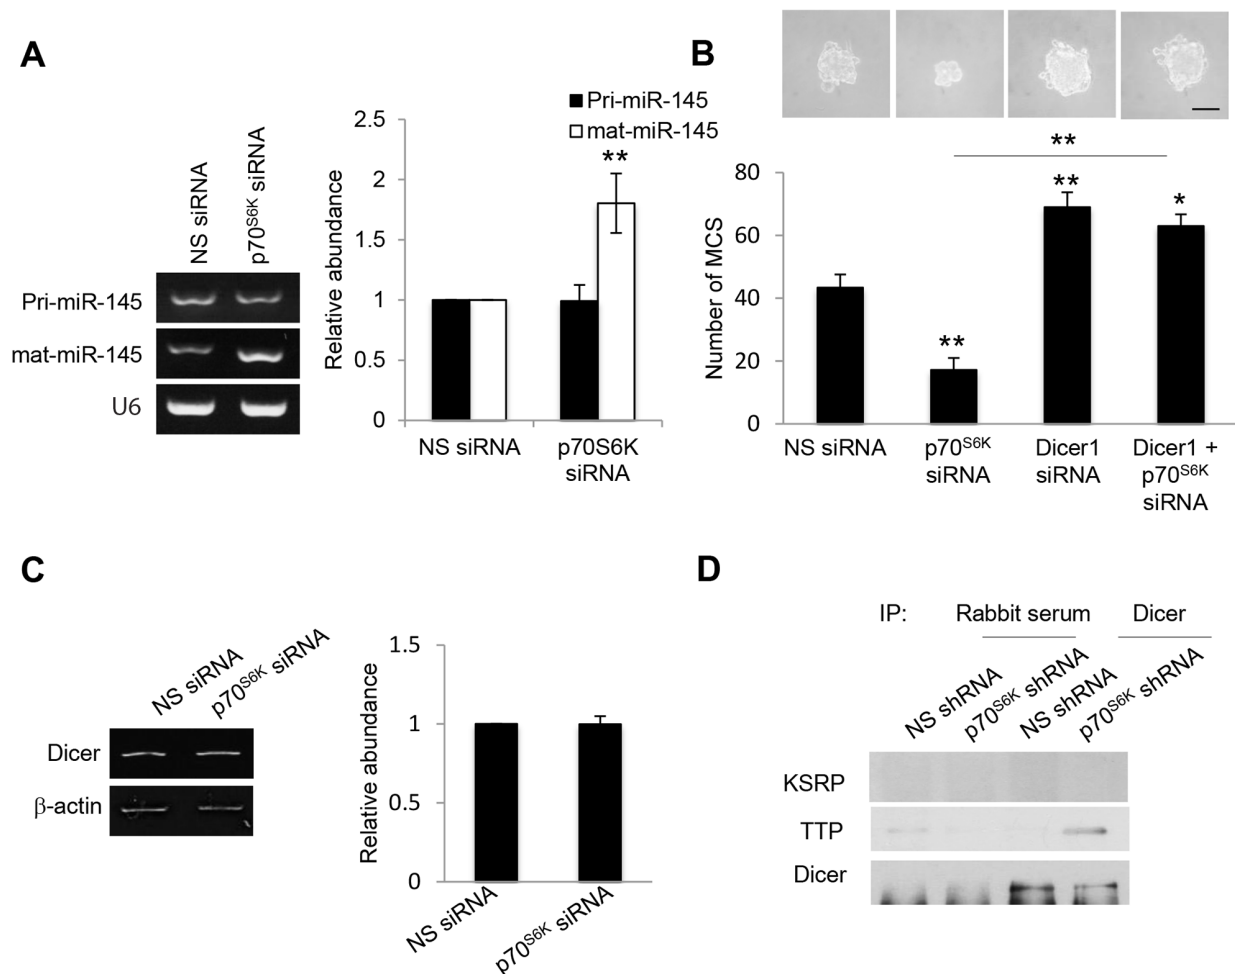 A
NS siRNA
p70S6K siRNA
Pri-miR-145
mat-miR-145
U6
Pri-miR-145
mat-miR-145
Relative abundance
2.5
2
1.5
1
0.5
0
**
NS siRNA
p70S6K
siRNA
B
**
Number of MCS
80
60
40
20
0
**
**
*
NS siRNA
p70S6K
siRNA
Dicer1
siRNA
Dicer1 +
p70S6K
siRNA
C
NS siRNA
p70S6K siRNA
Dicer
β-actin
Relative abundance
1.5
1
0.5
0
NS siRNA
p70S6K siRNA
D
IP:
Rabbit serum
Dicer
NS shRNA
p70S6K shRNA
NS shRNA
p70S6K shRNA
KSRP
TTP
Dicer